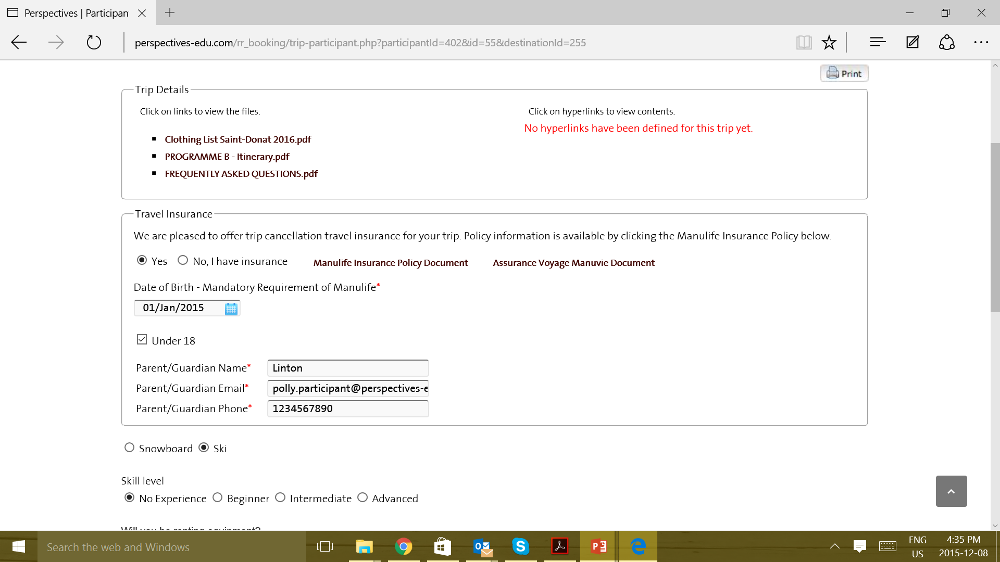 Perspectives | Participan
perspectives-edu.com/rr_booking/trip-participant.php?participantId=402&id=55&destinationId=255
Print
Trip Details
Click on links to view the files.
Click on hyperlinks to view contents.
No hyperlinks have been defined for this trip yet.
Clothing List Saint-Donat 2016.pdf
PROGRAMME B - Itinerary.pdf
FREQUENTLY ASKED QUESTIONS.pdf
Travel Insurance
We are pleased to offer trip cancellation travel insurance for your trip. Policy information is available by clicking the Manulife Insurance Policy below.
Yes No, I have insurance Manulife Insurance Policy Document Assurance Voyage Manuvie Document
Date of Birth - Mandatory Requirement of Manulife*
01/Jan/2015
Under 18
Parent/Guardian Name* Linton
Parent/Guardian Email* polly.participant@perspectives-e
Parent/Guardian Phone* 1234567890
Snowboard Ski
Skill level
No Experience Beginner Intermediate Advanced
Will you be renting equipment?
Search the web and Windows
ENG
US
4:35 PM
2015-12-08